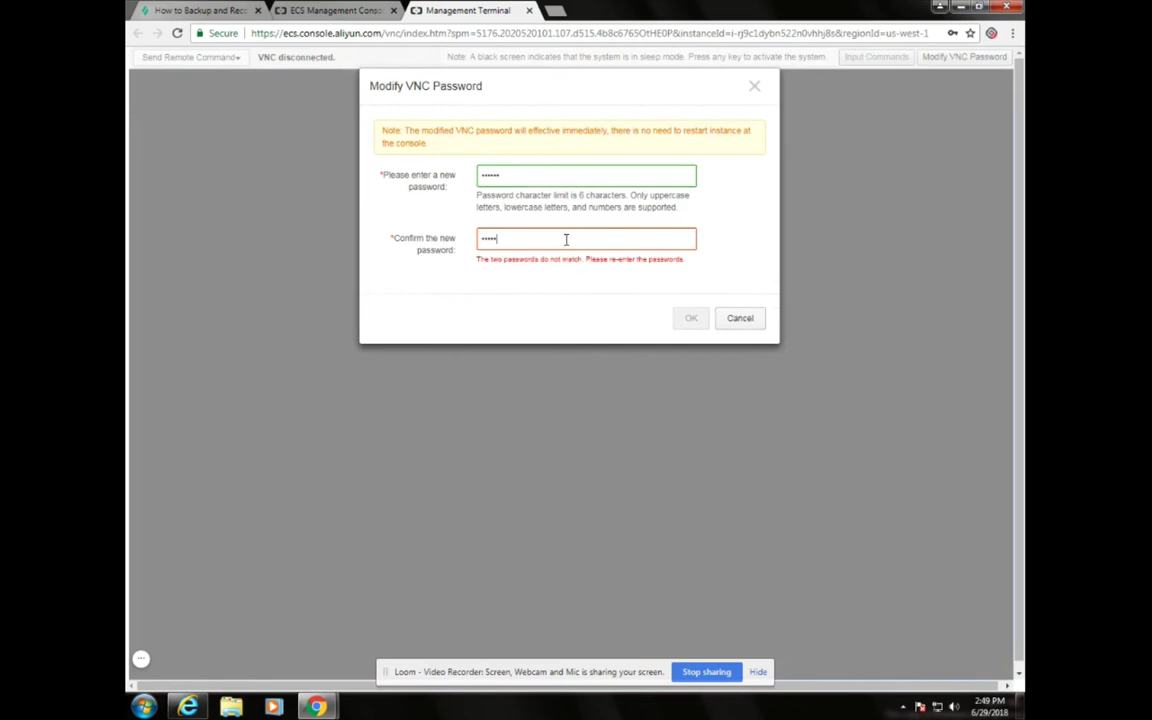 How to Backup and Reco
ECS Management Conso
Management Terminal
Secure
https://ecs.console.aliyun.com/vnc/index.htm?spm=5176.2020520101.107.d515.4b8c6765OtHE0P&instanceId=i-rj9c1dybn522n0vhhj8s&regionId=us-west-1
Send Remote Command
VNC disconnected.
Note: A black screen indicates that the system is in sleep mode. Press any key to activate the system.
Input Commands
Modify VNC Password
Modify VNC Password
Note: The modified VNC password will effective immediately, there is no need to restart instance at
the console.
*Please enter a new
password:
••••••
Password character limit is 6 characters. Only uppercase
letters, lowercase letters, and numbers are supported.
*Confirm the new
password:
•••••
The two passwords do not match. Please re-enter the passwords.
OK
Cancel
Loom - Video Recorder: Screen, Webcam and Mic is sharing your screen.
Stop sharing
Hide
2:49 PM
6/29/2018